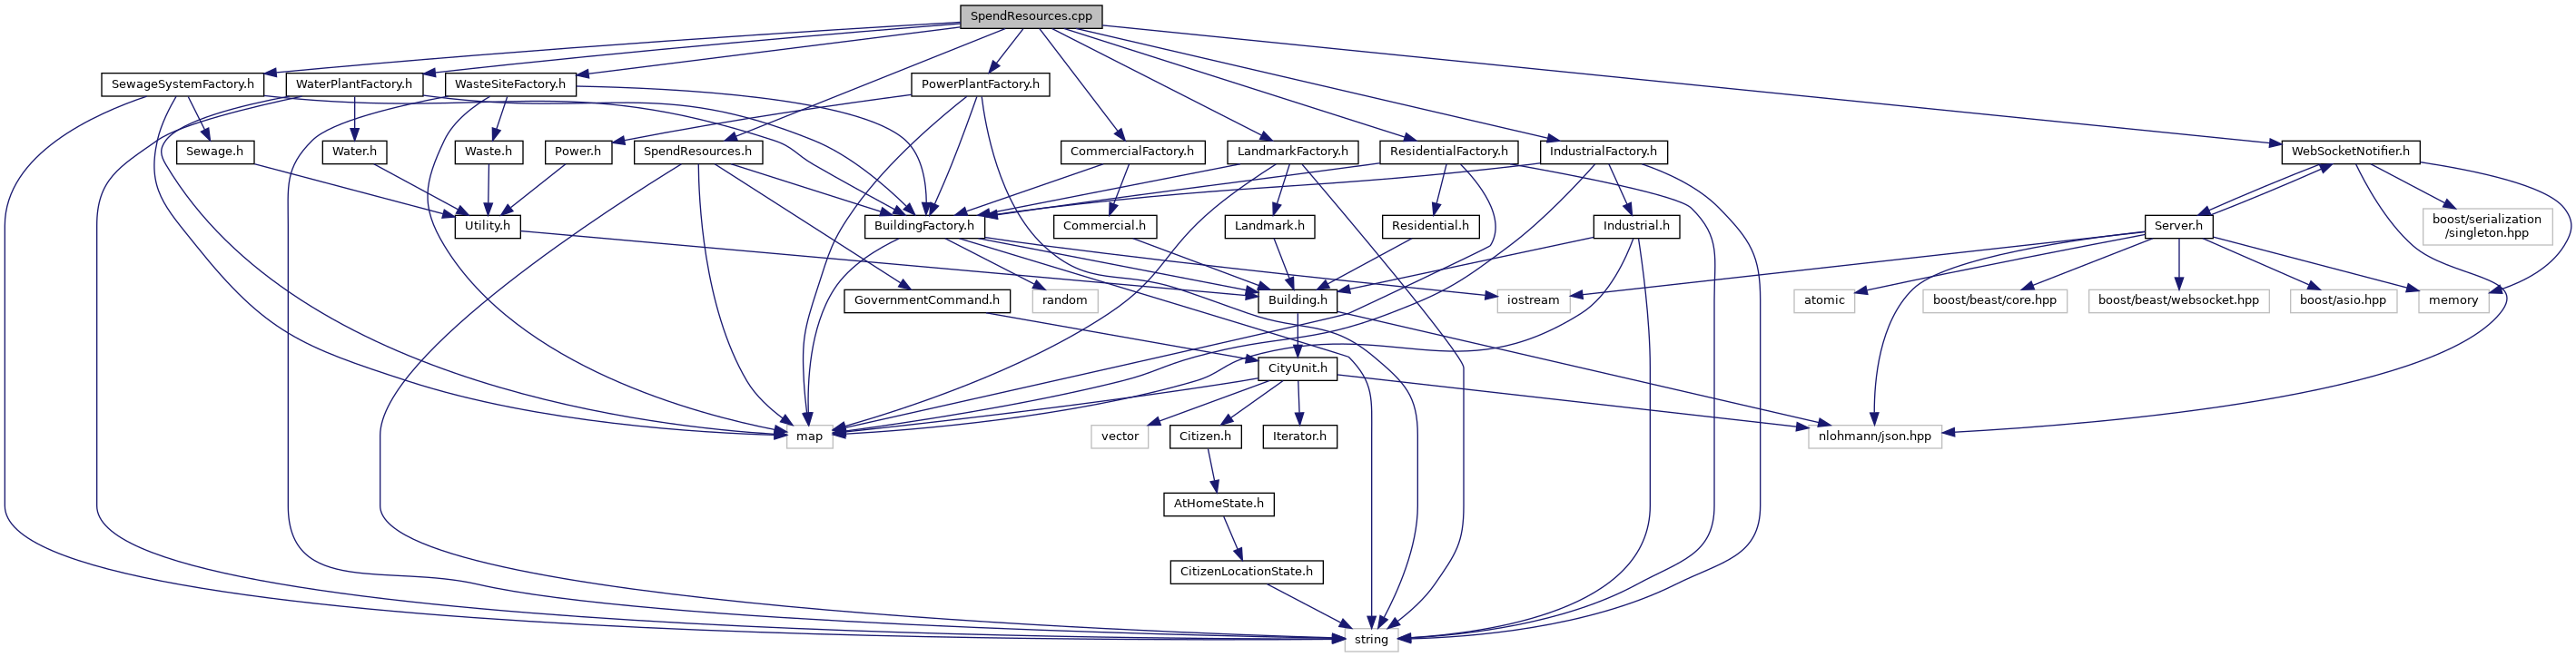 SpendResources.cpp
SewageSystemFactory.h
WaterPlantFactory.h
WasteSiteFactory.h
PowerPlantFactory.h
Sewage.h
Water.h
Waste.h
Power.h
SpendResources.h
CommercialFactory.h
LandmarkFactory.h
ResidentialFactory.h
IndustrialFactory.h
WebSocketNotifier.h
Utility.h
BuildingFactory.h
Commercial.h
Landmark.h
Residential.h
Industrial.h
Server.h
boost/serialization
/singleton.hpp
GovernmentCommand.h
random
Building.h
iostream
atomic
boost/beast/core.hpp
boost/beast/websocket.hpp
boost/asio.hpp
memory
CityUnit.h
map
vector
Citizen.h
Iterator.h
nlohmann/json.hpp
AtHomeState.h
CitizenLocationState.h
string